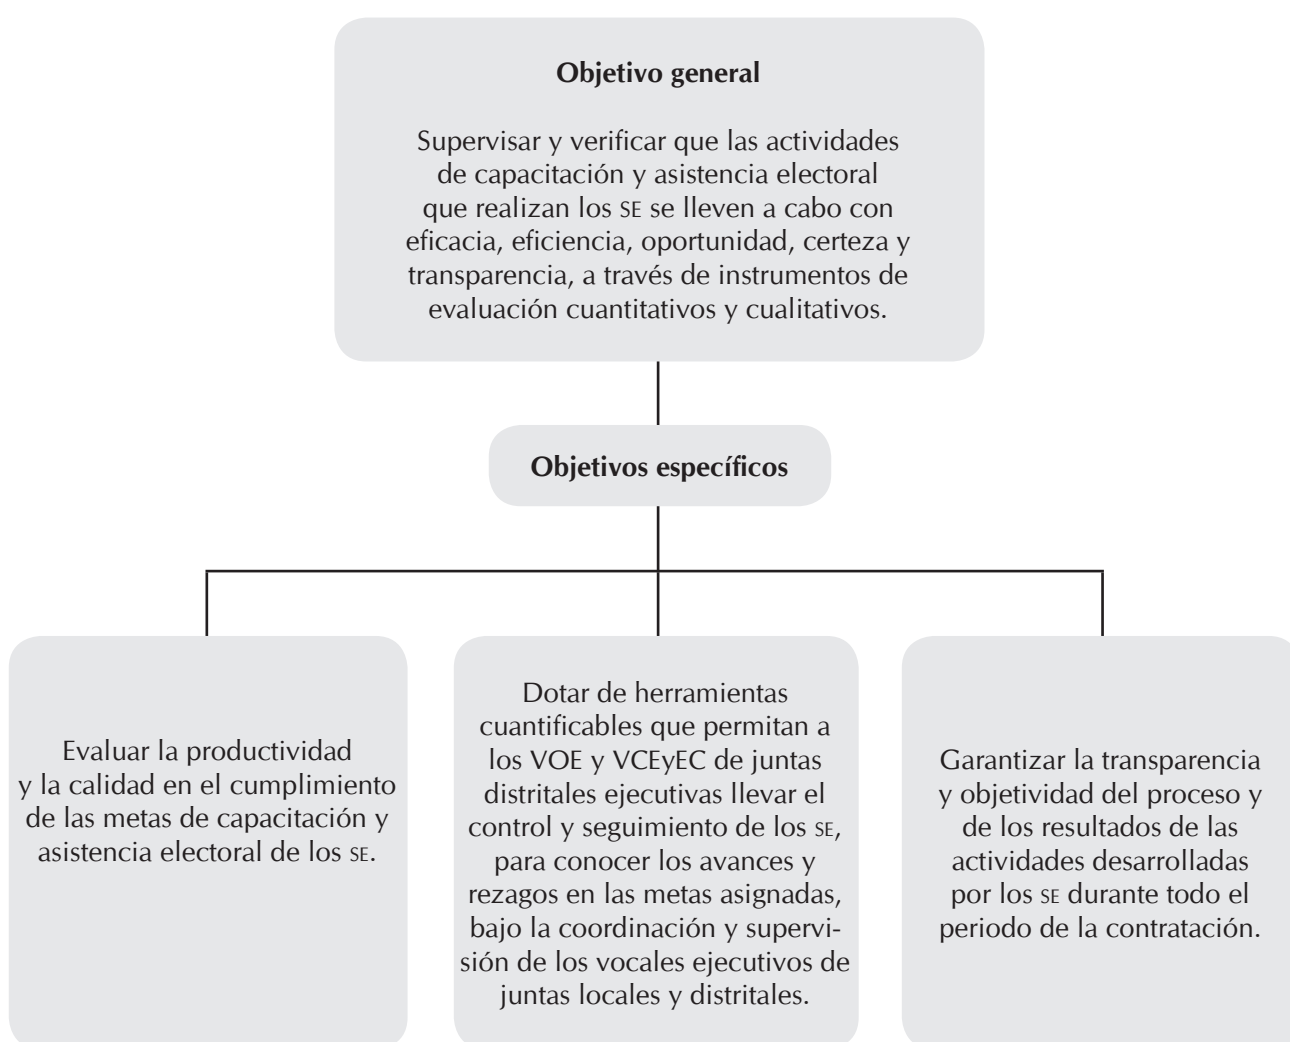 Objetivo general
Supervisar y verificar que las actividades
de capacitación y asistencia electoral
que realizan los SE se lleven a cabo con
eficacia, eficiencia, oportunidad, certeza y
transparencia, a través de instrumentos de
evaluación cuantitativos y cualitativos.
Objetivos específicos
Evaluar la productividad
y la calidad en el cumplimiento
de las metas de capacitación y
asistencia electoral de los SE.
Dotar de herramientas
cuantificables que permitan a
los VOE y VCEyEC de juntas
distritales ejecutivas llevar el
control y seguimiento de los SE,
para conocer los avances y
rezagos en las metas asignadas,
bajo la coordinación y supervi-
sión de los vocales ejecutivos de
juntas locales y distritales.
Garantizar la transparencia
y objetividad del proceso y
de los resultados de las
actividades desarrolladas
por los SE durante todo el
periodo de la contratación.